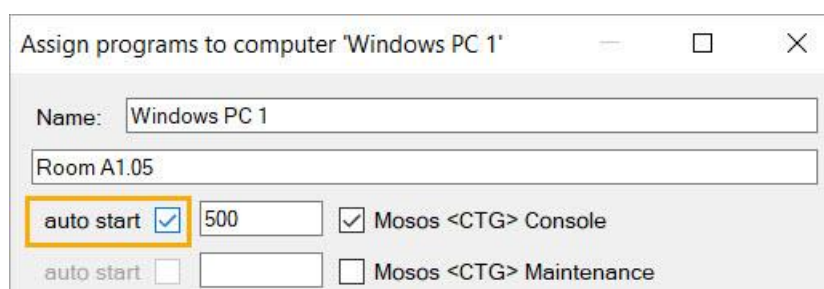 Assign programs to computer 'Windows PC 1'
Name: Windows PC 1
Room A1.05
auto start 500 Mosos <CTG> Console
auto start Mosos <CTG> Maintenance